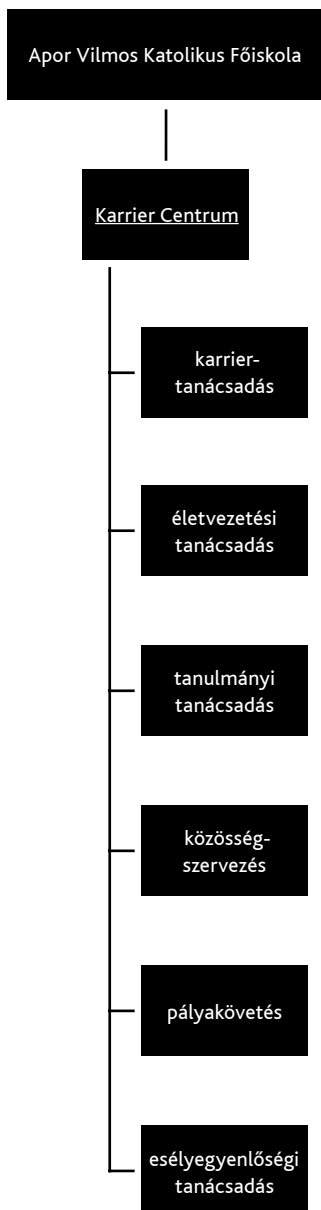 Apor Vilmos Katolikus Főiskola
Karrier Centrum
karrier-
tanácsadás
életvezetési
tanácsadás
tanulmányi
tanácsadás
közösség-
szervezés
pályakövetés
esélyegyenlőségi
tanácsadás